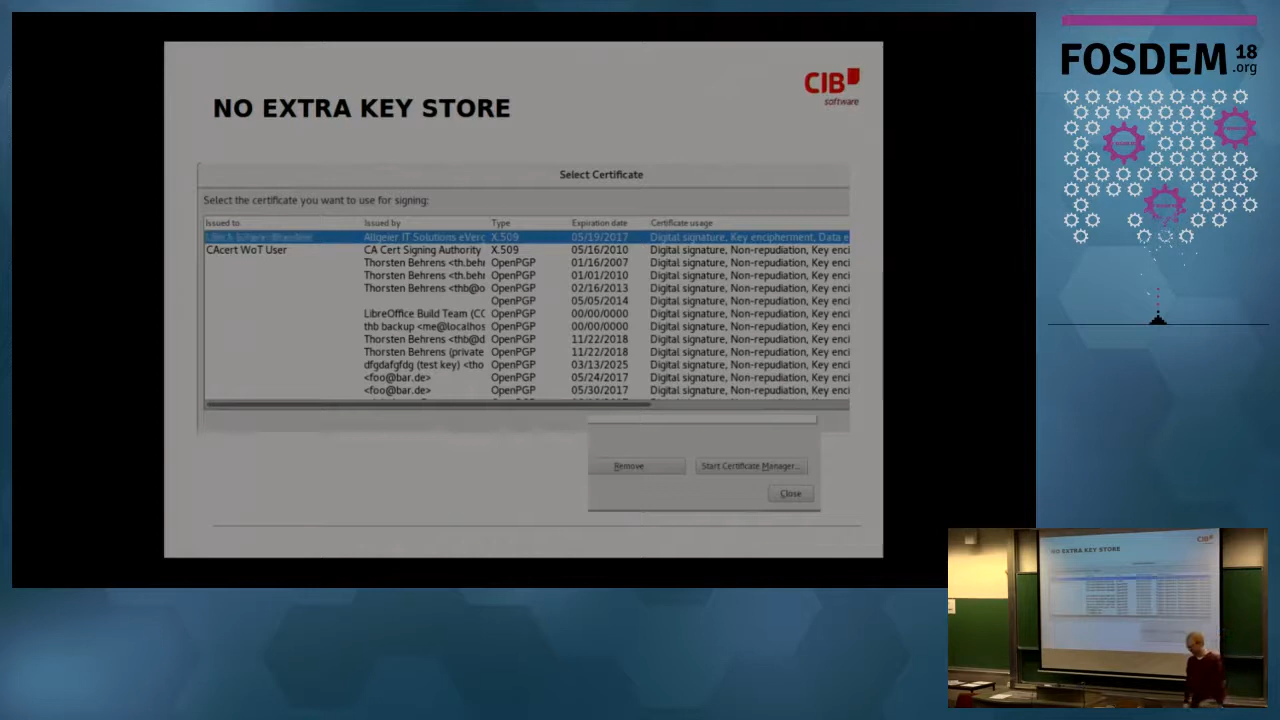 FOSDEM 18
.org
CIB
software
NO EXTRA KEY STORE
Select Certificate
Select the certificate you want to use for signing:
Issued to Issued by Type Expiration date Certificate usage
Allgeier IT Solutions eVerc X.509 05/19/2017 Digital signature, Key encipherment, Data e
CAcert WoT User CA Cert Signing Authority X.509 05/16/2010 Digital signature, Non-repudiation, Key enci
Thorsten Behrens <th.behr OpenPGP 01/16/2007 Digital signature, Non-repudiation, Key enci
Thorsten Behrens <th.behr OpenPGP 01/01/2010 Digital signature, Non-repudiation, Key enci
Thorsten Behrens <thb@o OpenPGP 02/16/2013 Digital signature, Non-repudiation, Key enci
OpenPGP 05/05/2014 Digital signature, Non-repudiation, Key enci
LibreOffice Build Team (CC OpenPGP 00/00/0000 Digital signature, Non-repudiation, Key enci
thb backup <me@localhos OpenPGP 00/00/0000 Digital signature, Non-repudiation, Key enci
Thorsten Behrens <thb@d OpenPGP 11/22/2018 Digital signature, Non-repudiation, Key enci
Thorsten Behrens (private OpenPGP 11/22/2018 Digital signature, Non-repudiation, Key enci
dfgdafgfdg (test key) <tho OpenPGP 03/13/2025 Digital signature, Non-repudiation, Key enci
<foo@bar.de> OpenPGP 05/24/2017 Digital signature, Non-repudiation, Key enci
<foo@bar.de> OpenPGP 05/30/2017 Digital signature, Non-repudiation, Key enci
Remove Start Certificate Manager...
Close
NO EXTRA KEY STORE
CIB